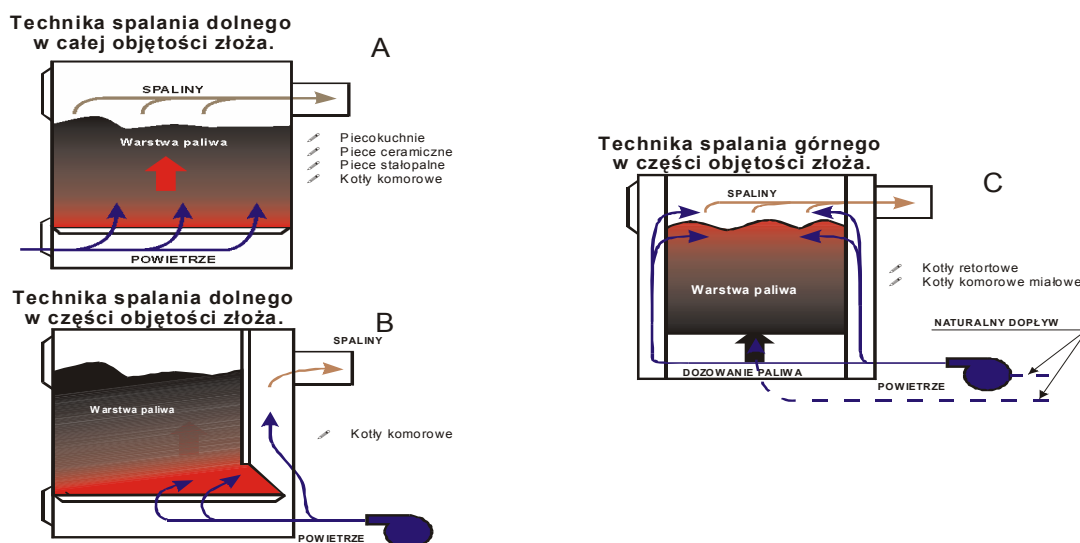 Technika spalania dolnego
w całej objętości złoża.
A
SPALINY
Warstwa paliwa
POWIETRZE
Piecokuchnie
Piece ceramiczne
Piece stałopalne
Kotły komorowe
Technika spalania dolnego
w części objętości złoża.
B
SPALINY
Warstwa paliwa
Kotły komorowe
POWIETRZE
Technika spalania górnego
w części objętości złoża.
C
SPALINY
Warstwa paliwa
Kotły retortowe
Kotły komorowe miałowe
NATURALNY DOPŁYW
DOZOWANIE PALIWA
POWIETRZE